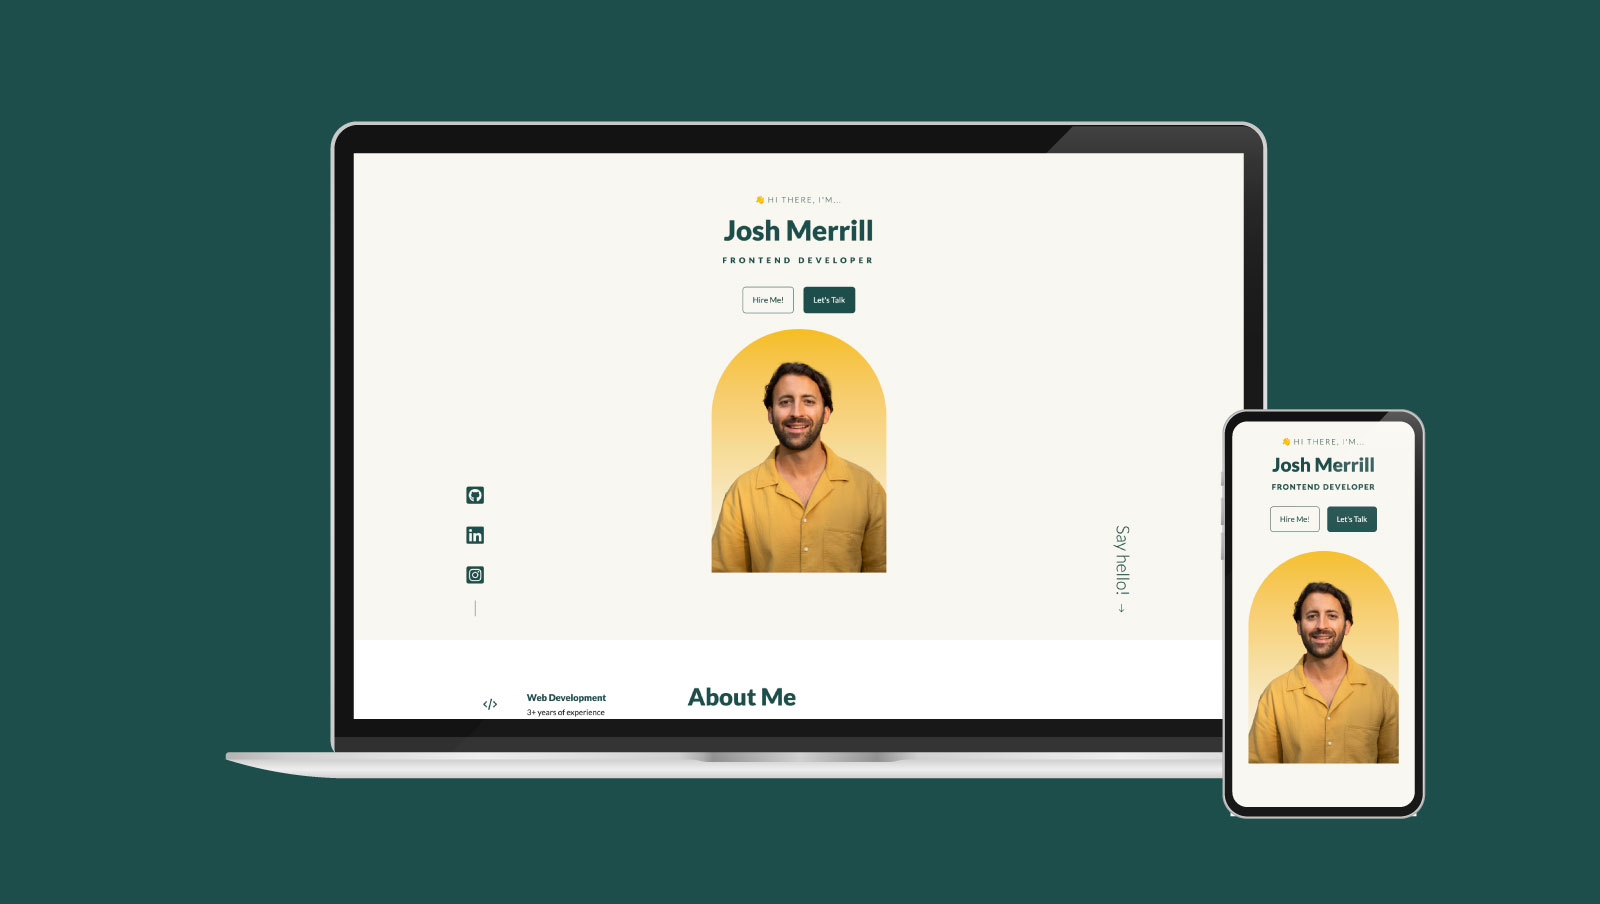 👋 HI THERE, I'M...
Josh Merrill
FRONTEND DEVELOPER
Hire Me!
Let's Talk
in
Say hello! →
</> Web Development
3+ years of experience
About Me
👋 HI THERE, I'M...
Josh Merrill
FRONTEND DEVELOPER
Hire Me!
Let's Talk